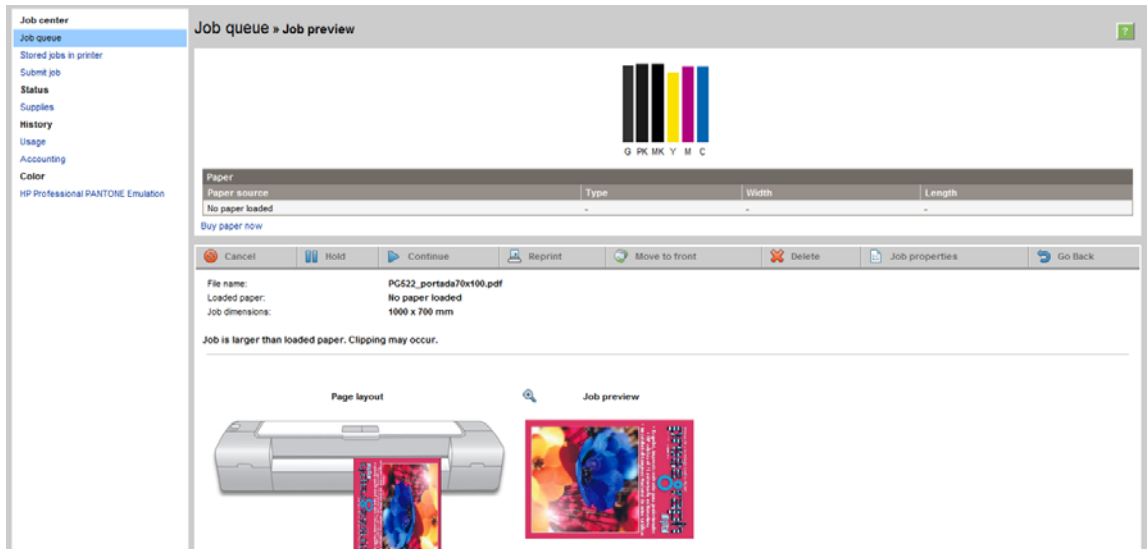 Job center
Job queue
Stored jobs in printer
Submit job
Status
Supplies
History
Usage
Accounting
Color
HP Professional PANTONE Emulation
Job queue » Job preview
?
G PK MK Y M C
Paper
Paper source Type Width Length
No paper loaded - - -
Buy paper now
Cancel Hold Continue Reprint Move to front Delete Job properties Go Back
File name: PG522_portada70x100.pdf
Loaded paper: No paper loaded
Job dimensions: 1000 x 700 mm
Job is larger than loaded paper. Clipping may occur.
Page layout Job preview